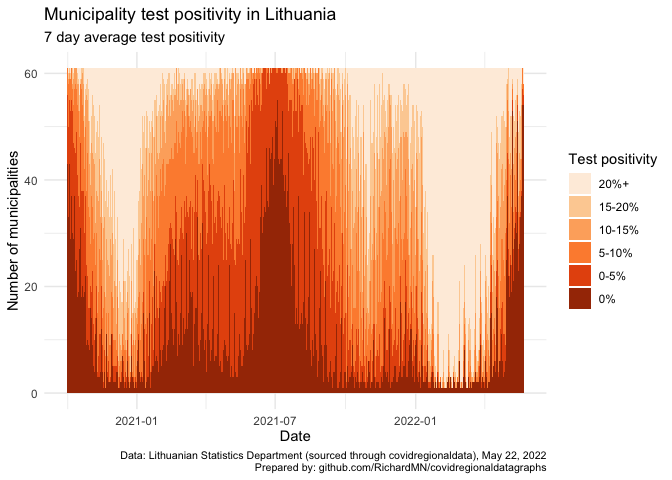 Municipality test positivity in Lithuania
7 day average test positivity
Number of municipalities
60
40
20
0
2021-01
2021-07
2022-01
Date
Test positivity
20%+
15-20%
10-15%
5-10%
0-5%
0%
Data: Lithuanian Statistics Department (sourced through covidregionaldata), May 22, 2022
Prepared by: github.com/RichardMN/covidregionaldatagraphs